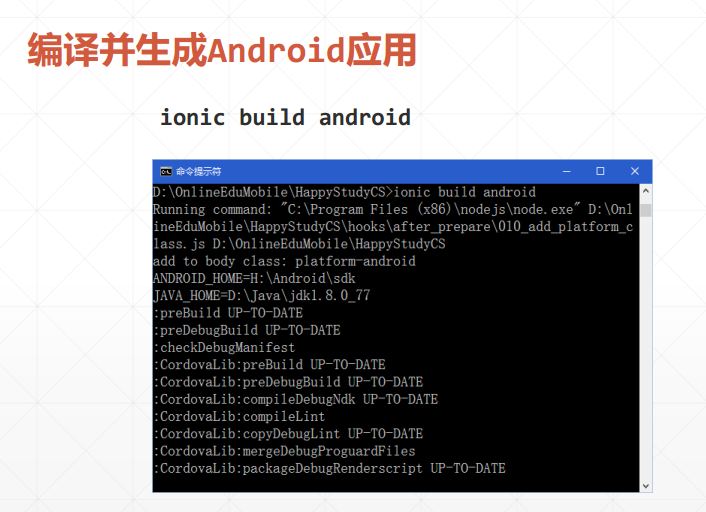 编译并生成Android应用
ionic build android
命令提示符
D:\OnlineEduMobile\HappyStudyCS>ionic build android
Running command: "C:\Program Files (x86)\nodejs\node.exe" D:\Onl
ineEduMobile\HappyStudyCS\hooks\after_prepare\010_add_platform_c
lass.js D:\OnlineEduMobile\HappyStudyCS
add to body class: platform-android
ANDROID_HOME=H:\Android\sdk
JAVA_HOME=D:\Java\jdk1.8.0_77
:preBuild UP-TO-DATE
:preDebugBuild UP-TO-DATE
:checkDebugManifest
:CordovaLib:preBuild UP-TO-DATE
:CordovaLib:preDebugBuild UP-TO-DATE
:CordovaLib:compileDebugNdk UP-TO-DATE
:CordovaLib:compileLint
:CordovaLib:copyDebugLint UP-TO-DATE
:CordovaLib:mergeDebugProguardFiles
:CordovaLib:packageDebugRenderscript UP-TO-DATE